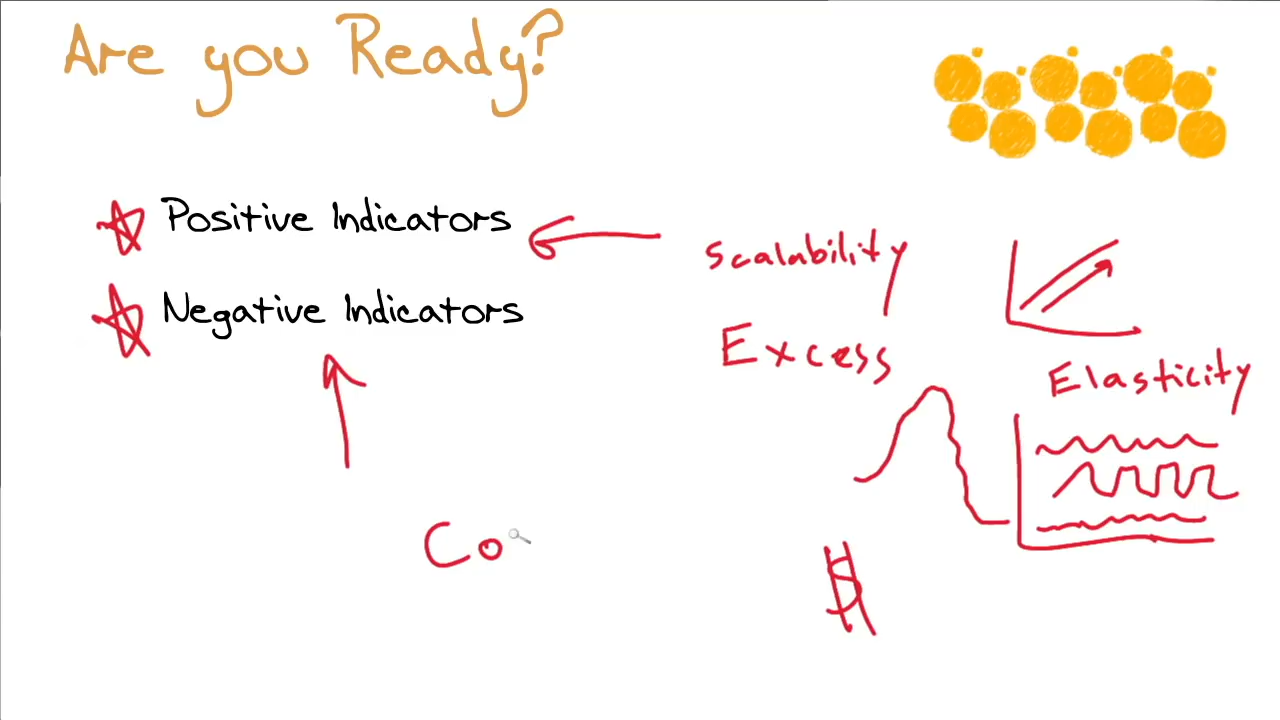 Are you Ready?
Positive Indicators
Negative Indicators
Scalability
Excess
Elasticity
Co
$